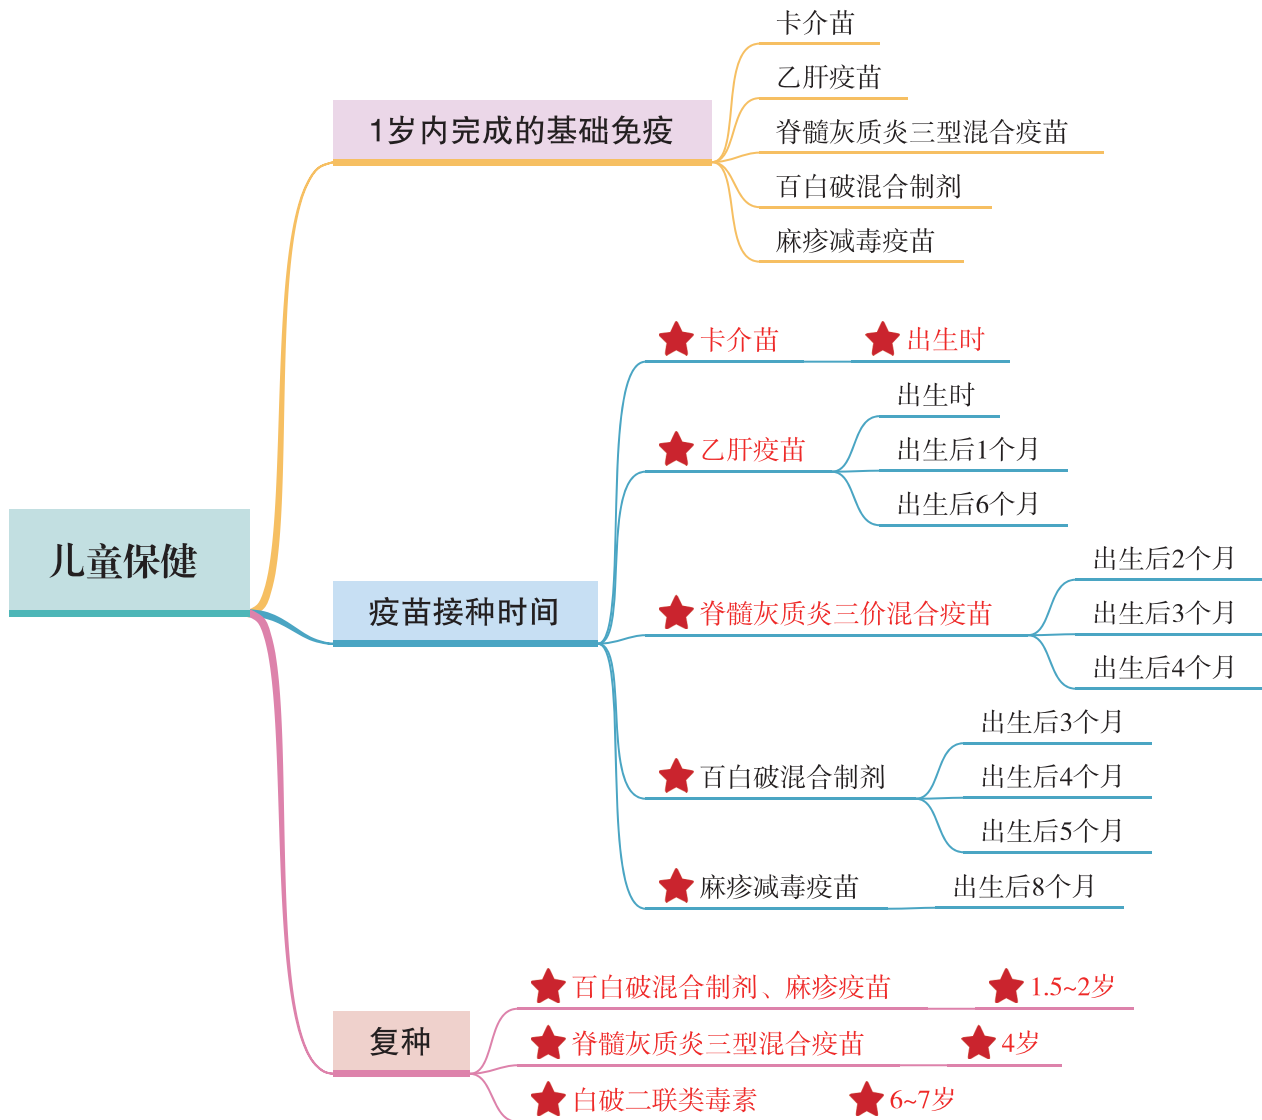 儿童保健
1岁内完成的基础免疫
卡介苗
乙肝疫苗
脊髓灰质炎三型混合疫苗
百白破混合制剂
麻疹减毒疫苗
疫苗接种时间
卡介苗
出生时
乙肝疫苗
出生时
出生后1个月
出生后6个月
脊髓灰质炎三价混合疫苗
出生后2个月
出生后3个月
出生后4个月
百白破混合制剂
出生后3个月
出生后4个月
出生后5个月
麻疹减毒疫苗
出生后8个月
复种
百白破混合制剂、麻疹疫苗
1.5~2岁
脊髓灰质炎三型混合疫苗
4岁
白破二联类毒素
6~7岁